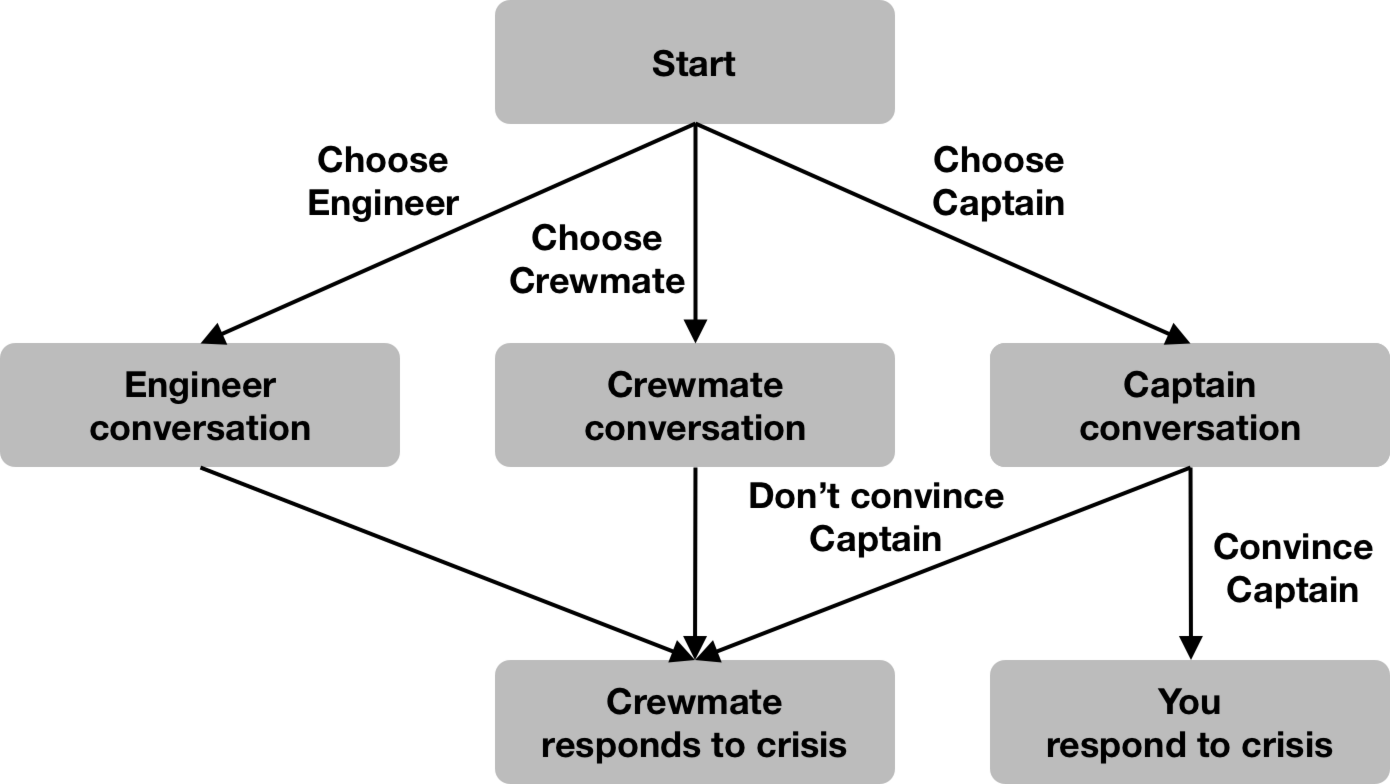 Start
Choose
Engineer
Choose
Captain
Choose
Crewmate
Engineer
conversation
Crewmate
conversation
Captain
conversation
Don’t convince
Captain
Convince
Captain
Crewmate
responds to crisis
You
respond to crisis